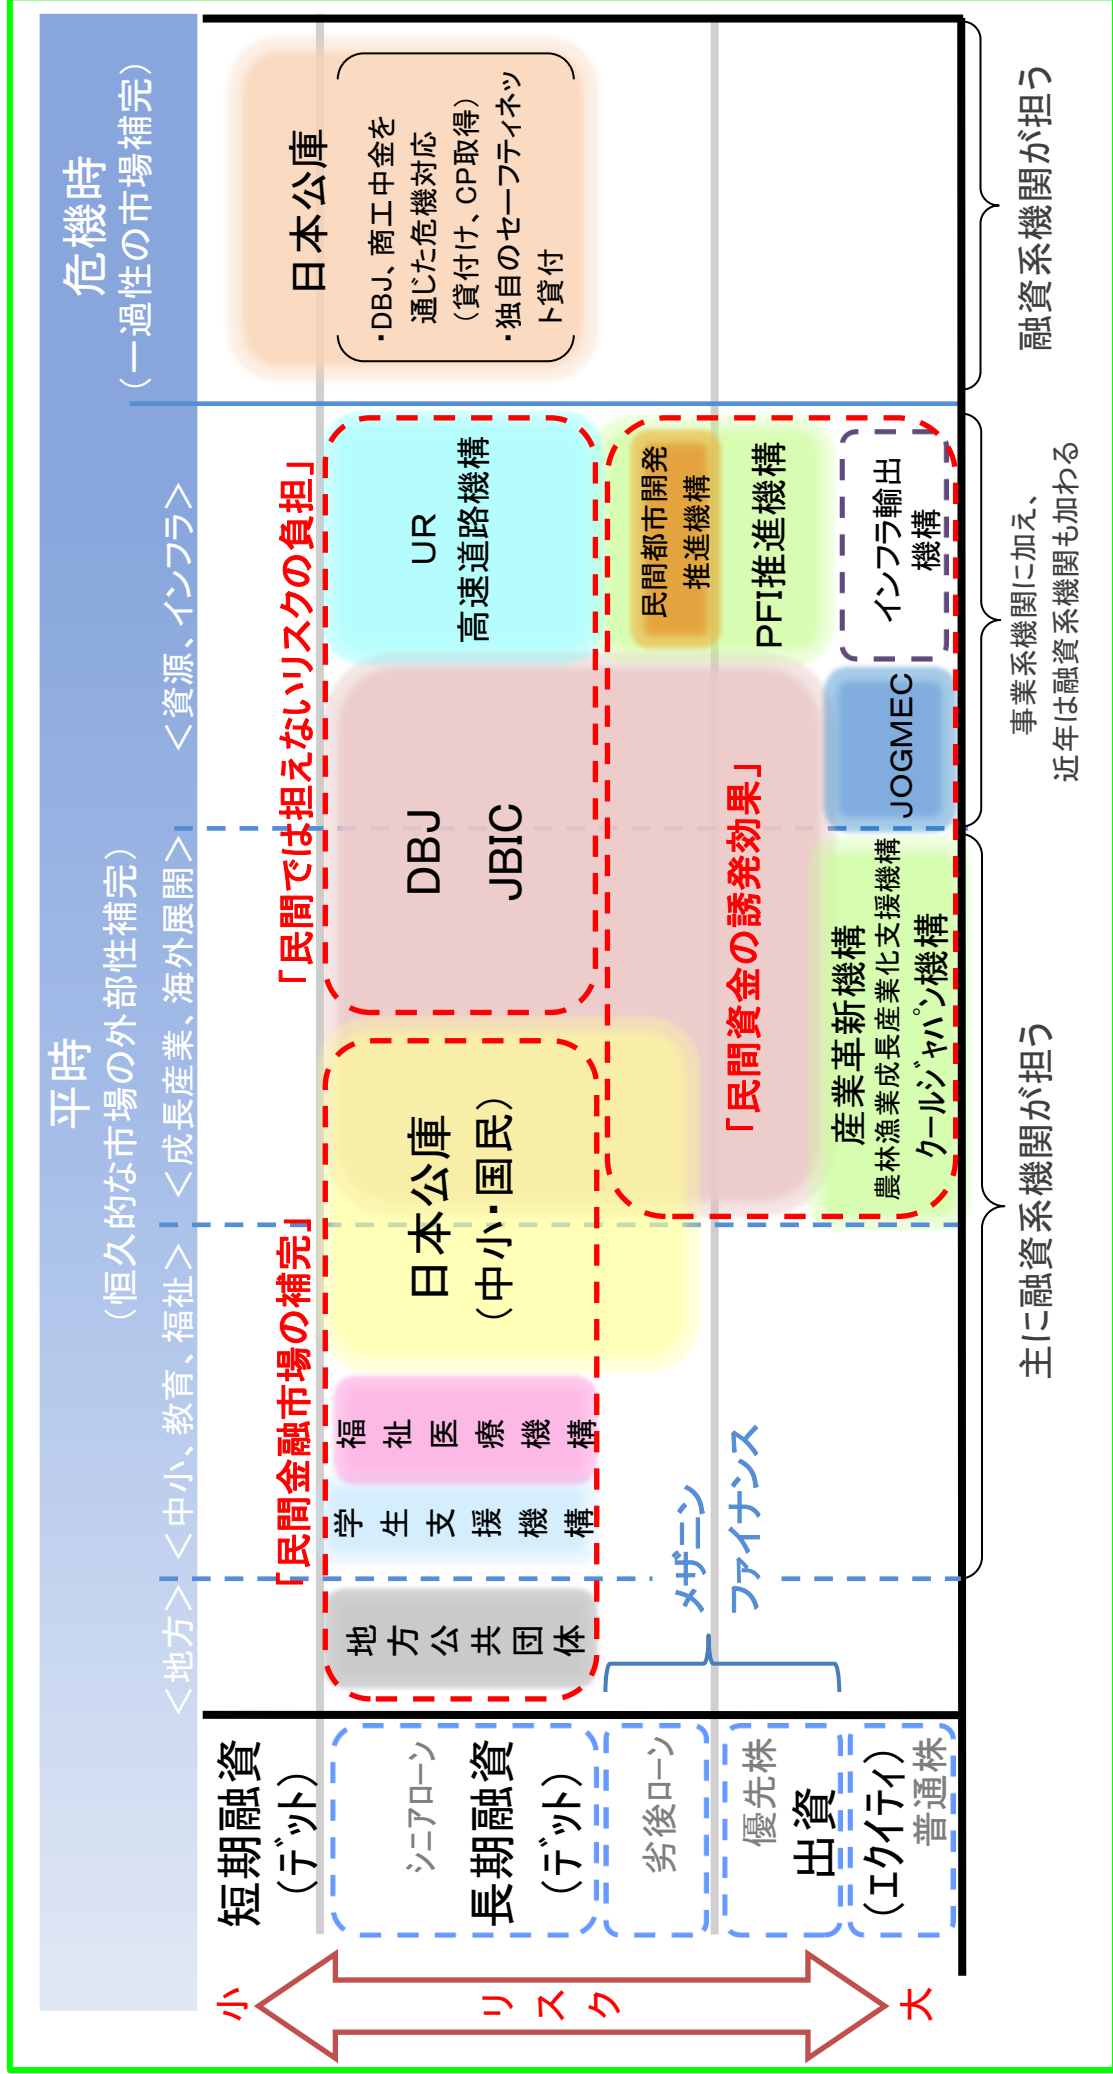 平時
（恒久的な市場の外部性補完）
危機時
（一過性の市場補完）
＜地方＞
＜中小、教育、福祉＞
＜成長産業、海外展開＞
＜資源、インフラ＞
小
リスク
大
短期融資
（デット）
シニアローン
長期融資
（デット）
劣後ローン
優先株
出資
（エクイティ）
普通株
「民間金融市場の補完」
地方公共団体
学生支援機構
福祉医療機構
日本公庫
（中小・国民）
「民間では担えないリスクの負担」
DBJ
JBIC
UR
高速道路機構
日本公庫
・DBJ、商工中金を
通じた危機対応
（貸付け、CP取得）
・独自のセーフティネッ
ト貸付
メザニン
ファイナンス
「民間資金の誘発効果」
民間都市開発
推進機構
PFI推進機構
産業革新機構
農林漁業成長産業化支援機構
クールジャパン機構
JOGMEC
インフラ輸出
機構
主に融資系機関が担う
事業系機関に加え、
近年は融資系機関も加わる
融資系機関が担う